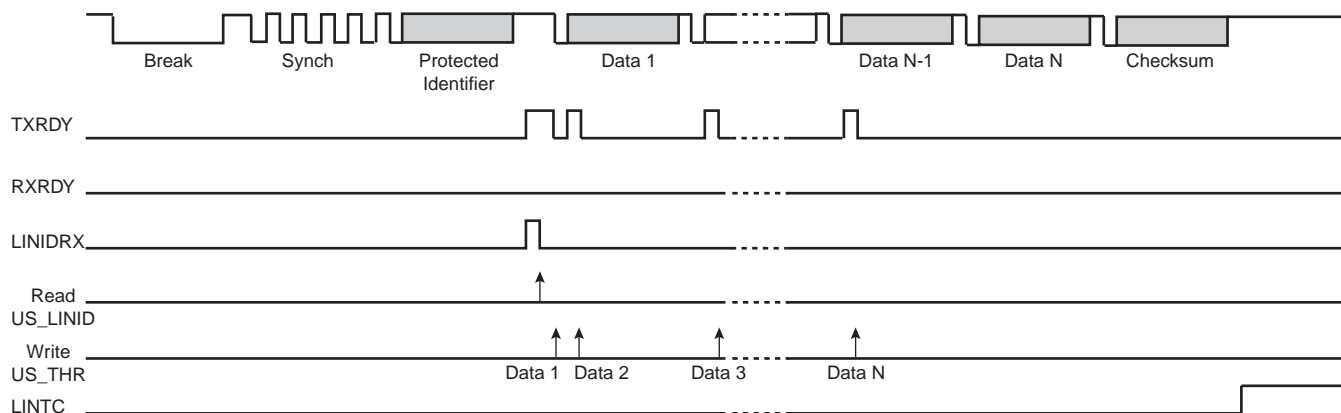 Break Synch Protected Identifier Data 1 Data N-1 Data N Checksum
TXRDY
RXRDY
LINIDRX
Read
US_LINID
Write
US_THR
Data 1 Data 2 Data 3 Data N
LINTC